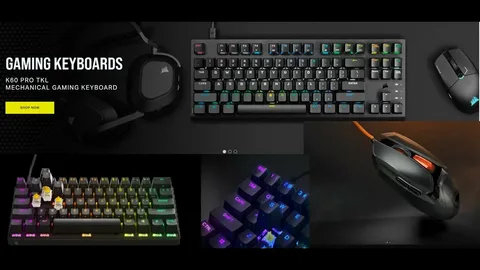 GAMING KEYBOARDS
K60 PRO TKL
MECHANICAL GAMING KEYBOARD
SHOP NOW